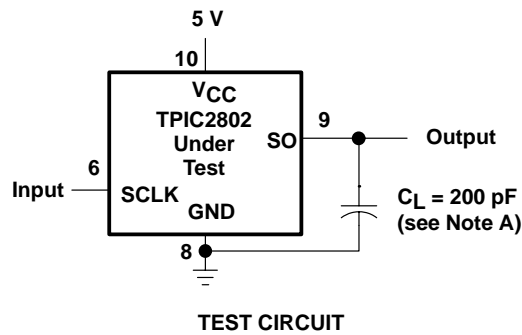 5 V
10
VCC
TPIC2802
Under
Test
SO
9
Output
6
Input
SCLK
GND
8
CL = 200 pF
(see Note A)
TEST CIRCUIT